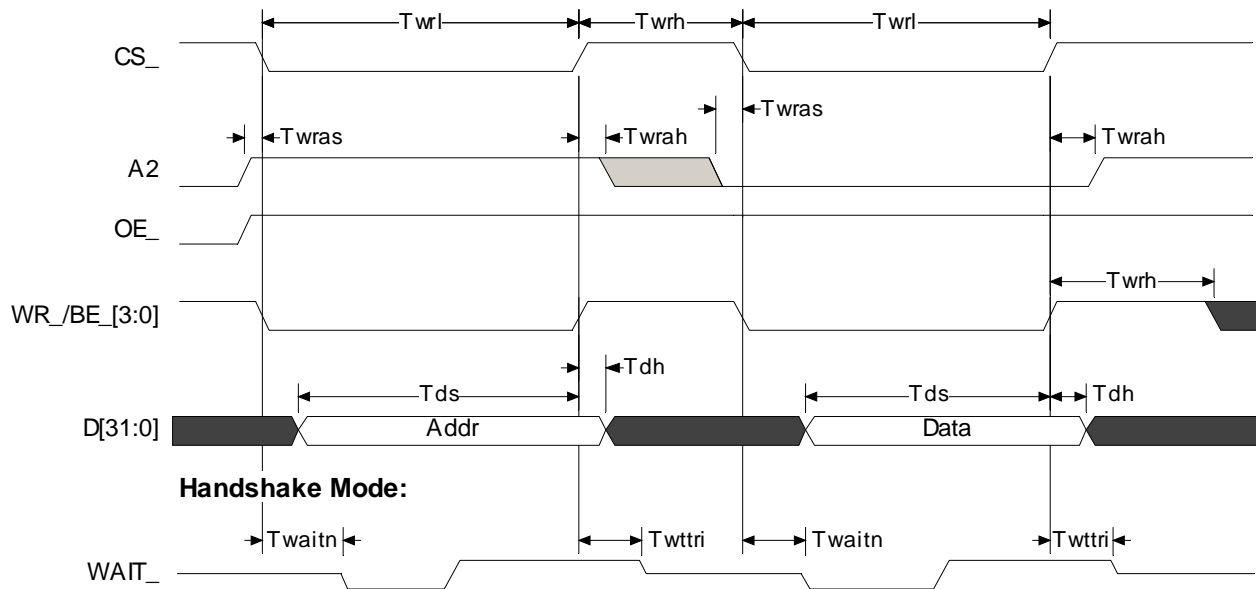 Twrl Twrh Twrl
CS_
Twras Twrah Twras Twrah
A2
OE_
Twrh
WR_/BE_[3:0]
Tdh
Tds Tds Tdh
D[31:0] Addr Data
Handshake Mode:
Twaitn Twttri Twaitn Twttri
WAIT_